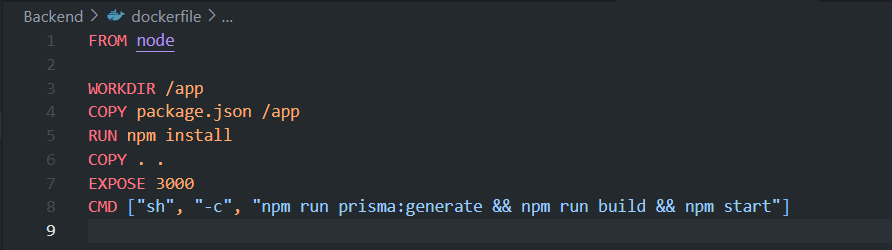 Backend > dockerfile > ...
1 FROM node
2
3 WORKDIR /app
4 COPY package.json /app
5 RUN npm install
6 COPY . .
7 EXPOSE 3000
8 CMD ["sh", "-c", "npm run prisma:generate && npm run build && npm start"]
9